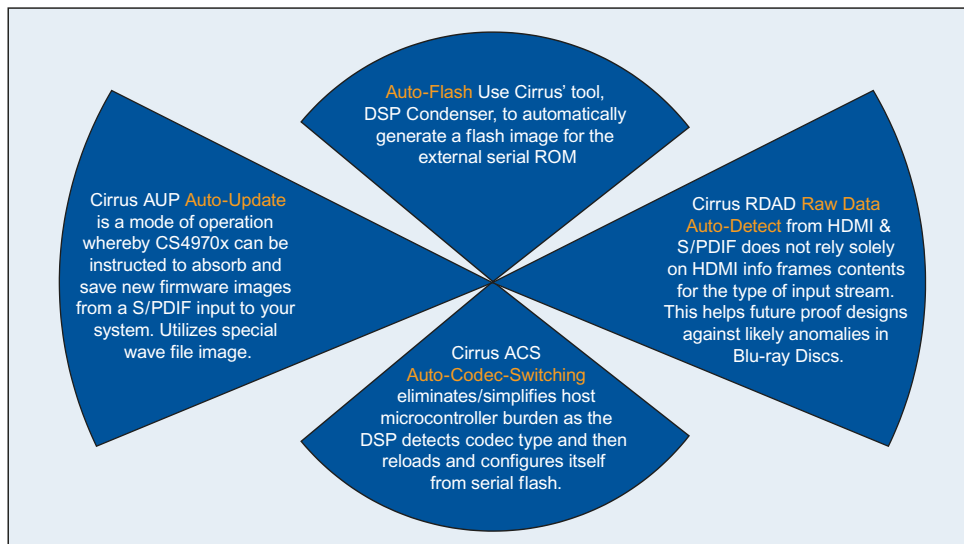 Auto-Flash Use Cirrus' tool,
DSP Condenser, to automatically
generate a flash image for the
external serial ROM
Cirrus AUP Auto-Update
is a mode of operation
whereby CS4970x can be
instructed to absorb and
save new firmware images
from a S/PDIF input to your
system. Utilizes special
wave file image.
Cirrus RDAD Raw Data
Auto-Detect from HDMI &
S/PDIF does not rely solely
on HDMI info frames contents
for the type of input stream.
This helps future proof designs
against likely anomalies in
Blu-ray Discs.
Cirrus ACS
Auto-Codec-Switching
eliminates/simplifies host
microcontroller burden as the
DSP detects codec type and then
reloads and configures itself
from serial flash.